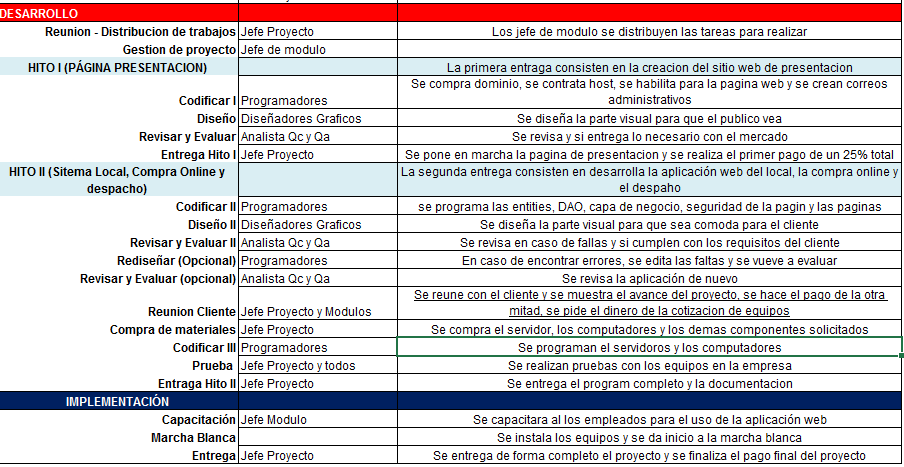 DESARROLLO
Reunion - Distribucion de trabajos Jefe Proyecto Los jefe de modulo se distribuyen las tareas para realizar
Gestion de proyecto Jefe de modulo
HITO I (PÁGINA PRESENTACION) La primera entraga consisten en la creacion del sitio web de presentacion
Codificar I Programadores Se compra dominio, se contrata host, se habilita para la pagina web y se crean correos
administrativos
Diseño Diseñadores Graficos Se diseña la parte visual para que el publico vea
Revisar y Evaluar Analista Qc y Qa Se revisa y si entrega lo necesario con el mercado
Entrega Hito I Jefe Proyecto Se pone en marcha la pagina de presentacion y se realiza el primer pago de un 25% total
HITO II (Sitema Local, Compra Online y
despacho) La segunda entrega consisten en desarrolla la aplicación web del local, la compra online y
el despaho
Codificar II Programadores se programa las entities, DAO, capa de negocio, seguridad de la pagin y las paginas
Diseño II Diseñadores Graficos Se diseña la parte visual para que sea comoda para el cliente
Revisar y Evaluar II Analista Qc y Qa Se revisa en caso de fallas y si cumplen con los requisitos del cliente
Rediseñar (Opcional) Programadores En caso de encontrar errores, se edita las faltas y se vueve a evaluar
Revisar y Evaluar (opcional) Analista Qc y Qa Se revisa la aplicación de nuevo
Reunion Cliente Jefe Proyecto y Modulos Se reune con el cliente y se muestra el avance del proyecto, se hace el pago de la otra
mitad, se pide el dinero de la cotizacion de equipos
Compra de materiales Jefe Proyecto Se compra el servidor, los computadores y los demas componentes solicitados
Codificar III Programadores Se programan el servidoros y los computadores
Prueba Jefe Proyecto y todos Se realizan pruebas con los equipos en la empresa
Entraga Hito II Jefe Proyecto Se entrega el program completo y la documentacion
IMPLEMENTACIÓN
Capacitación Jefe Modulo Se capacitara al los empleados para el uso de la aplicación web
Marcha Blanca Se instala los equipos y se da inicio a la marcha blanca
Entrega Jefe Proyecto Se entrega de forma completo el proyecto y se finaliza el pago final del proyecto